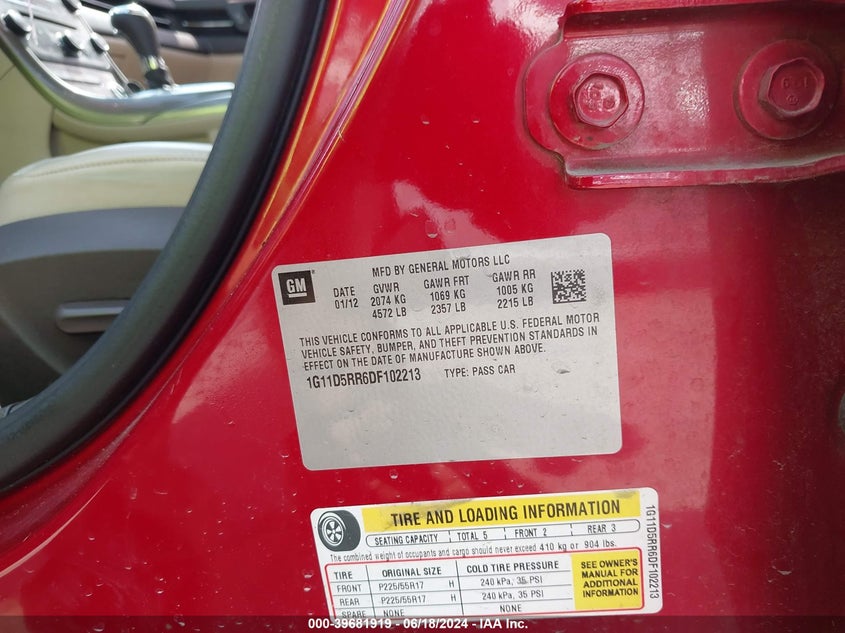 GM
MFD BY GENERAL MOTORS LLC
DATE GVWR GAWR FRT GAWR RR
01/12 2074 KG 1069 KG 1005 KG
4572 LB 2357 LB 2215 LB
THIS VEHICLE CONFORMS TO ALL APPLICABLE U.S. FEDERAL MOTOR
VEHICLE SAFETY, BUMPER, AND THEFT PREVENTION STANDARDS IN
EFFECT ON THE DATE OF MANUFACTURE SHOWN ABOVE.
1G11D5RR6DF102213 TYPE: PASS CAR
TIRE AND LOADING INFORMATION
SEATING CAPACITY TOTAL 5 FRONT 2 REAR 3
The combined weight of occupants and cargo should never exceed 410 kg or 904 lbs.
TIRE ORIGINAL SIZE COLD TIRE PRESSURE
FRONT P225/55R17 H 240 kPa, 35 PSI
REAR P225/55R17 H 240 kPa, 35 PSI
SPARE NONE NONE
SEE OWNER'S
MANUAL FOR
ADDITIONAL
INFORMATION
1G11D5RR6DF102213
000-39681919 - 06/18/2024 - IAA, Inc.